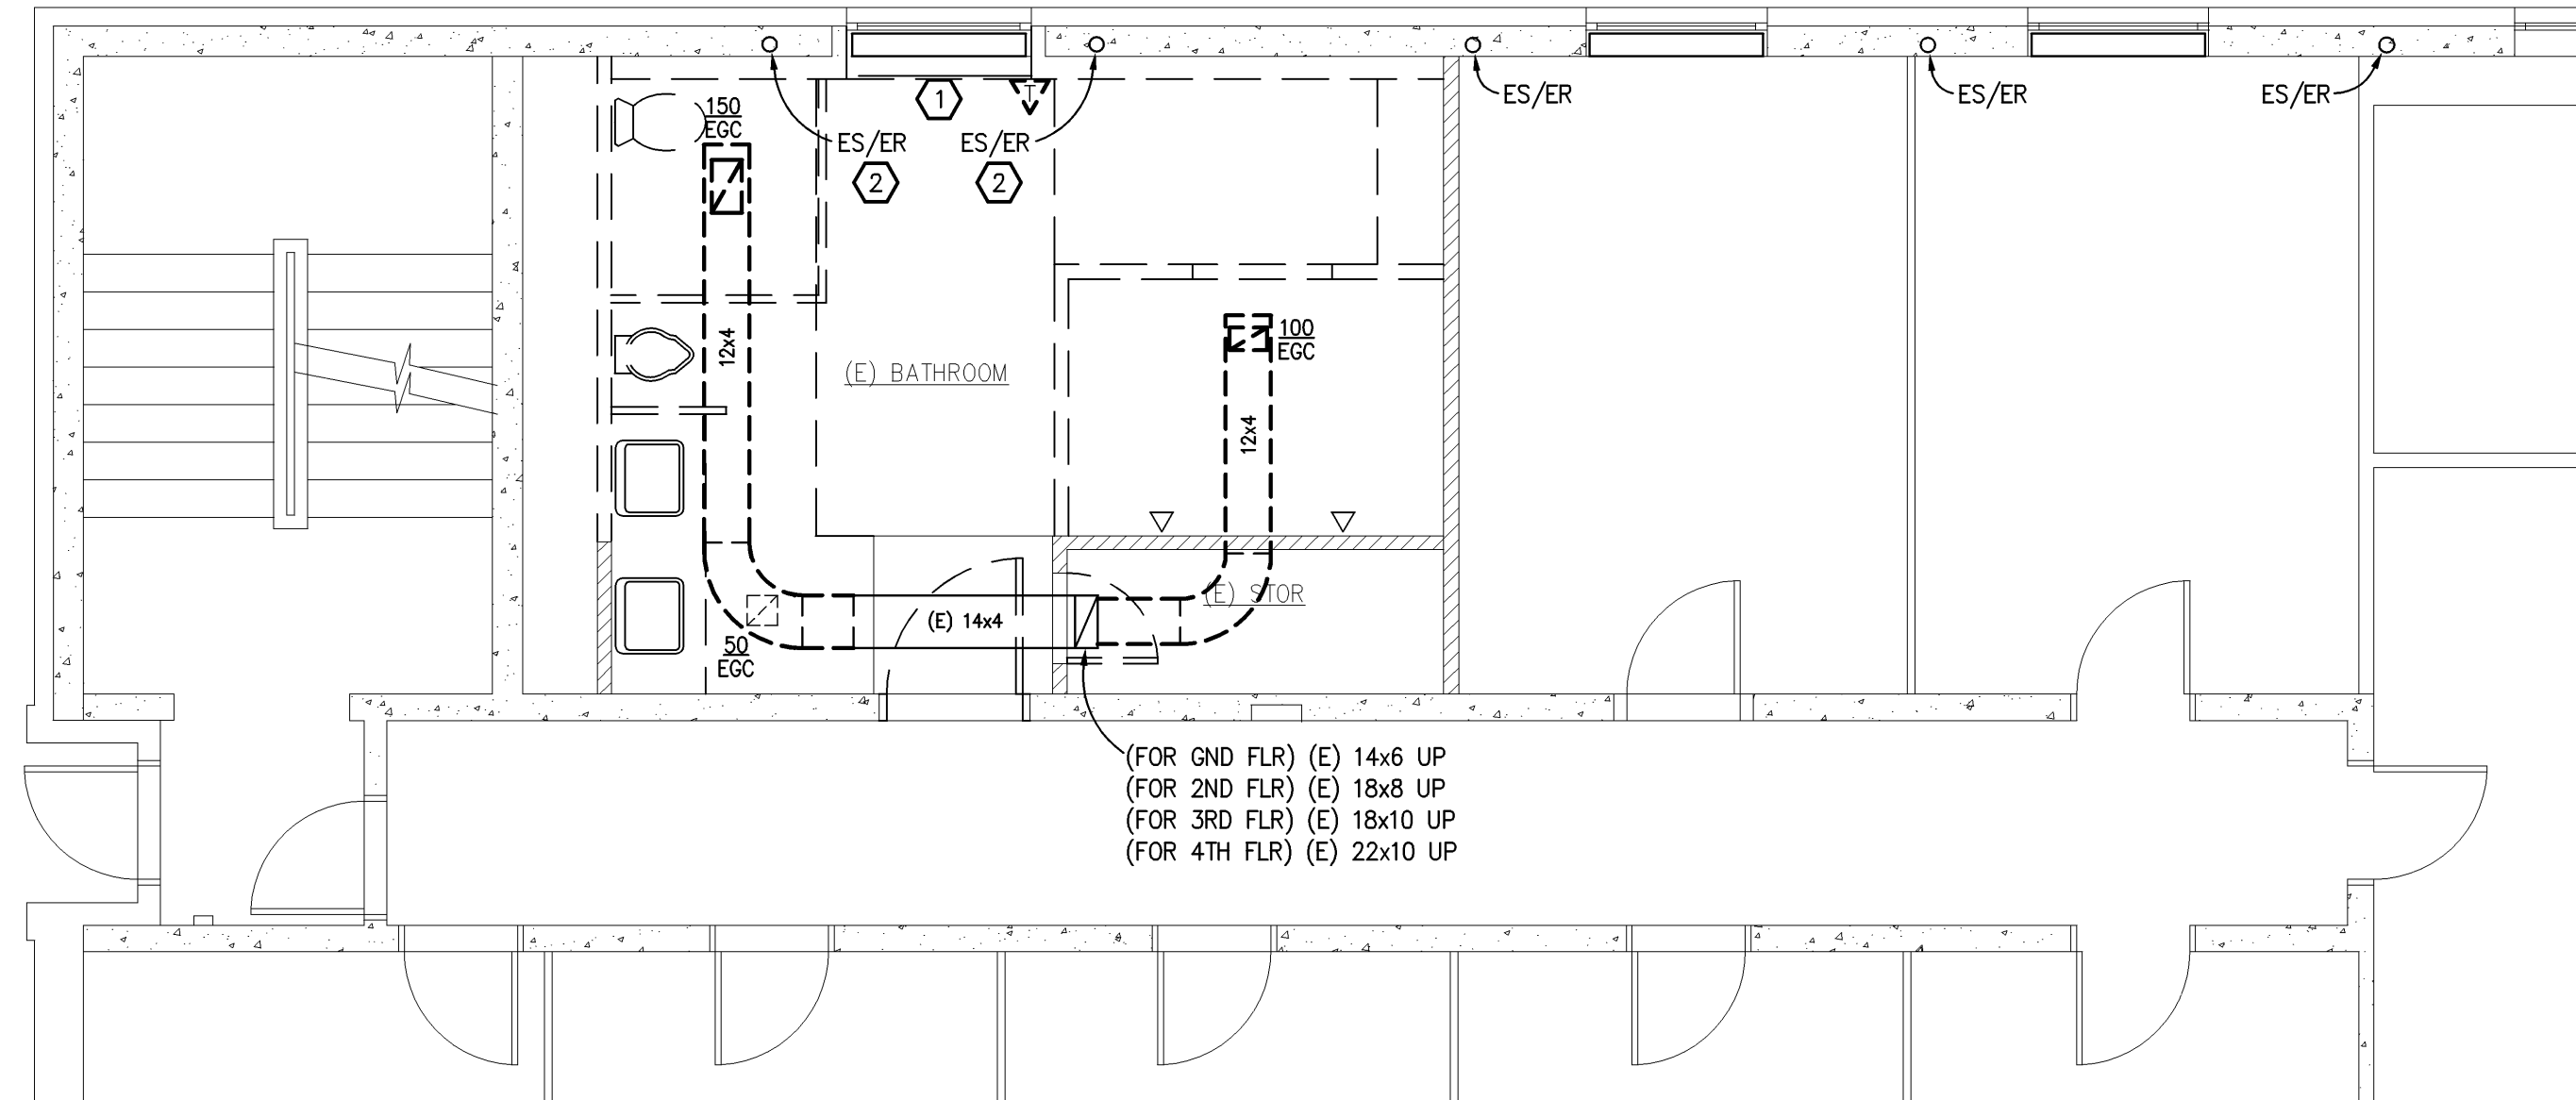 ES/ER
ES/ER
ES/ER
150
EGC
1
T
ES/ER
ES/ER
2
2
12x4
100
EGC
(E) BATHROOM
12x4
(E) STOR
(E) 14x4
50
EGC
(FOR GND FLR) (E) 14x6 UP
(FOR 2ND FLR) (E) 18x8 UP
(FOR 3RD FLR) (E) 18x10 UP
(FOR 4TH FLR) (E) 22x10 UP